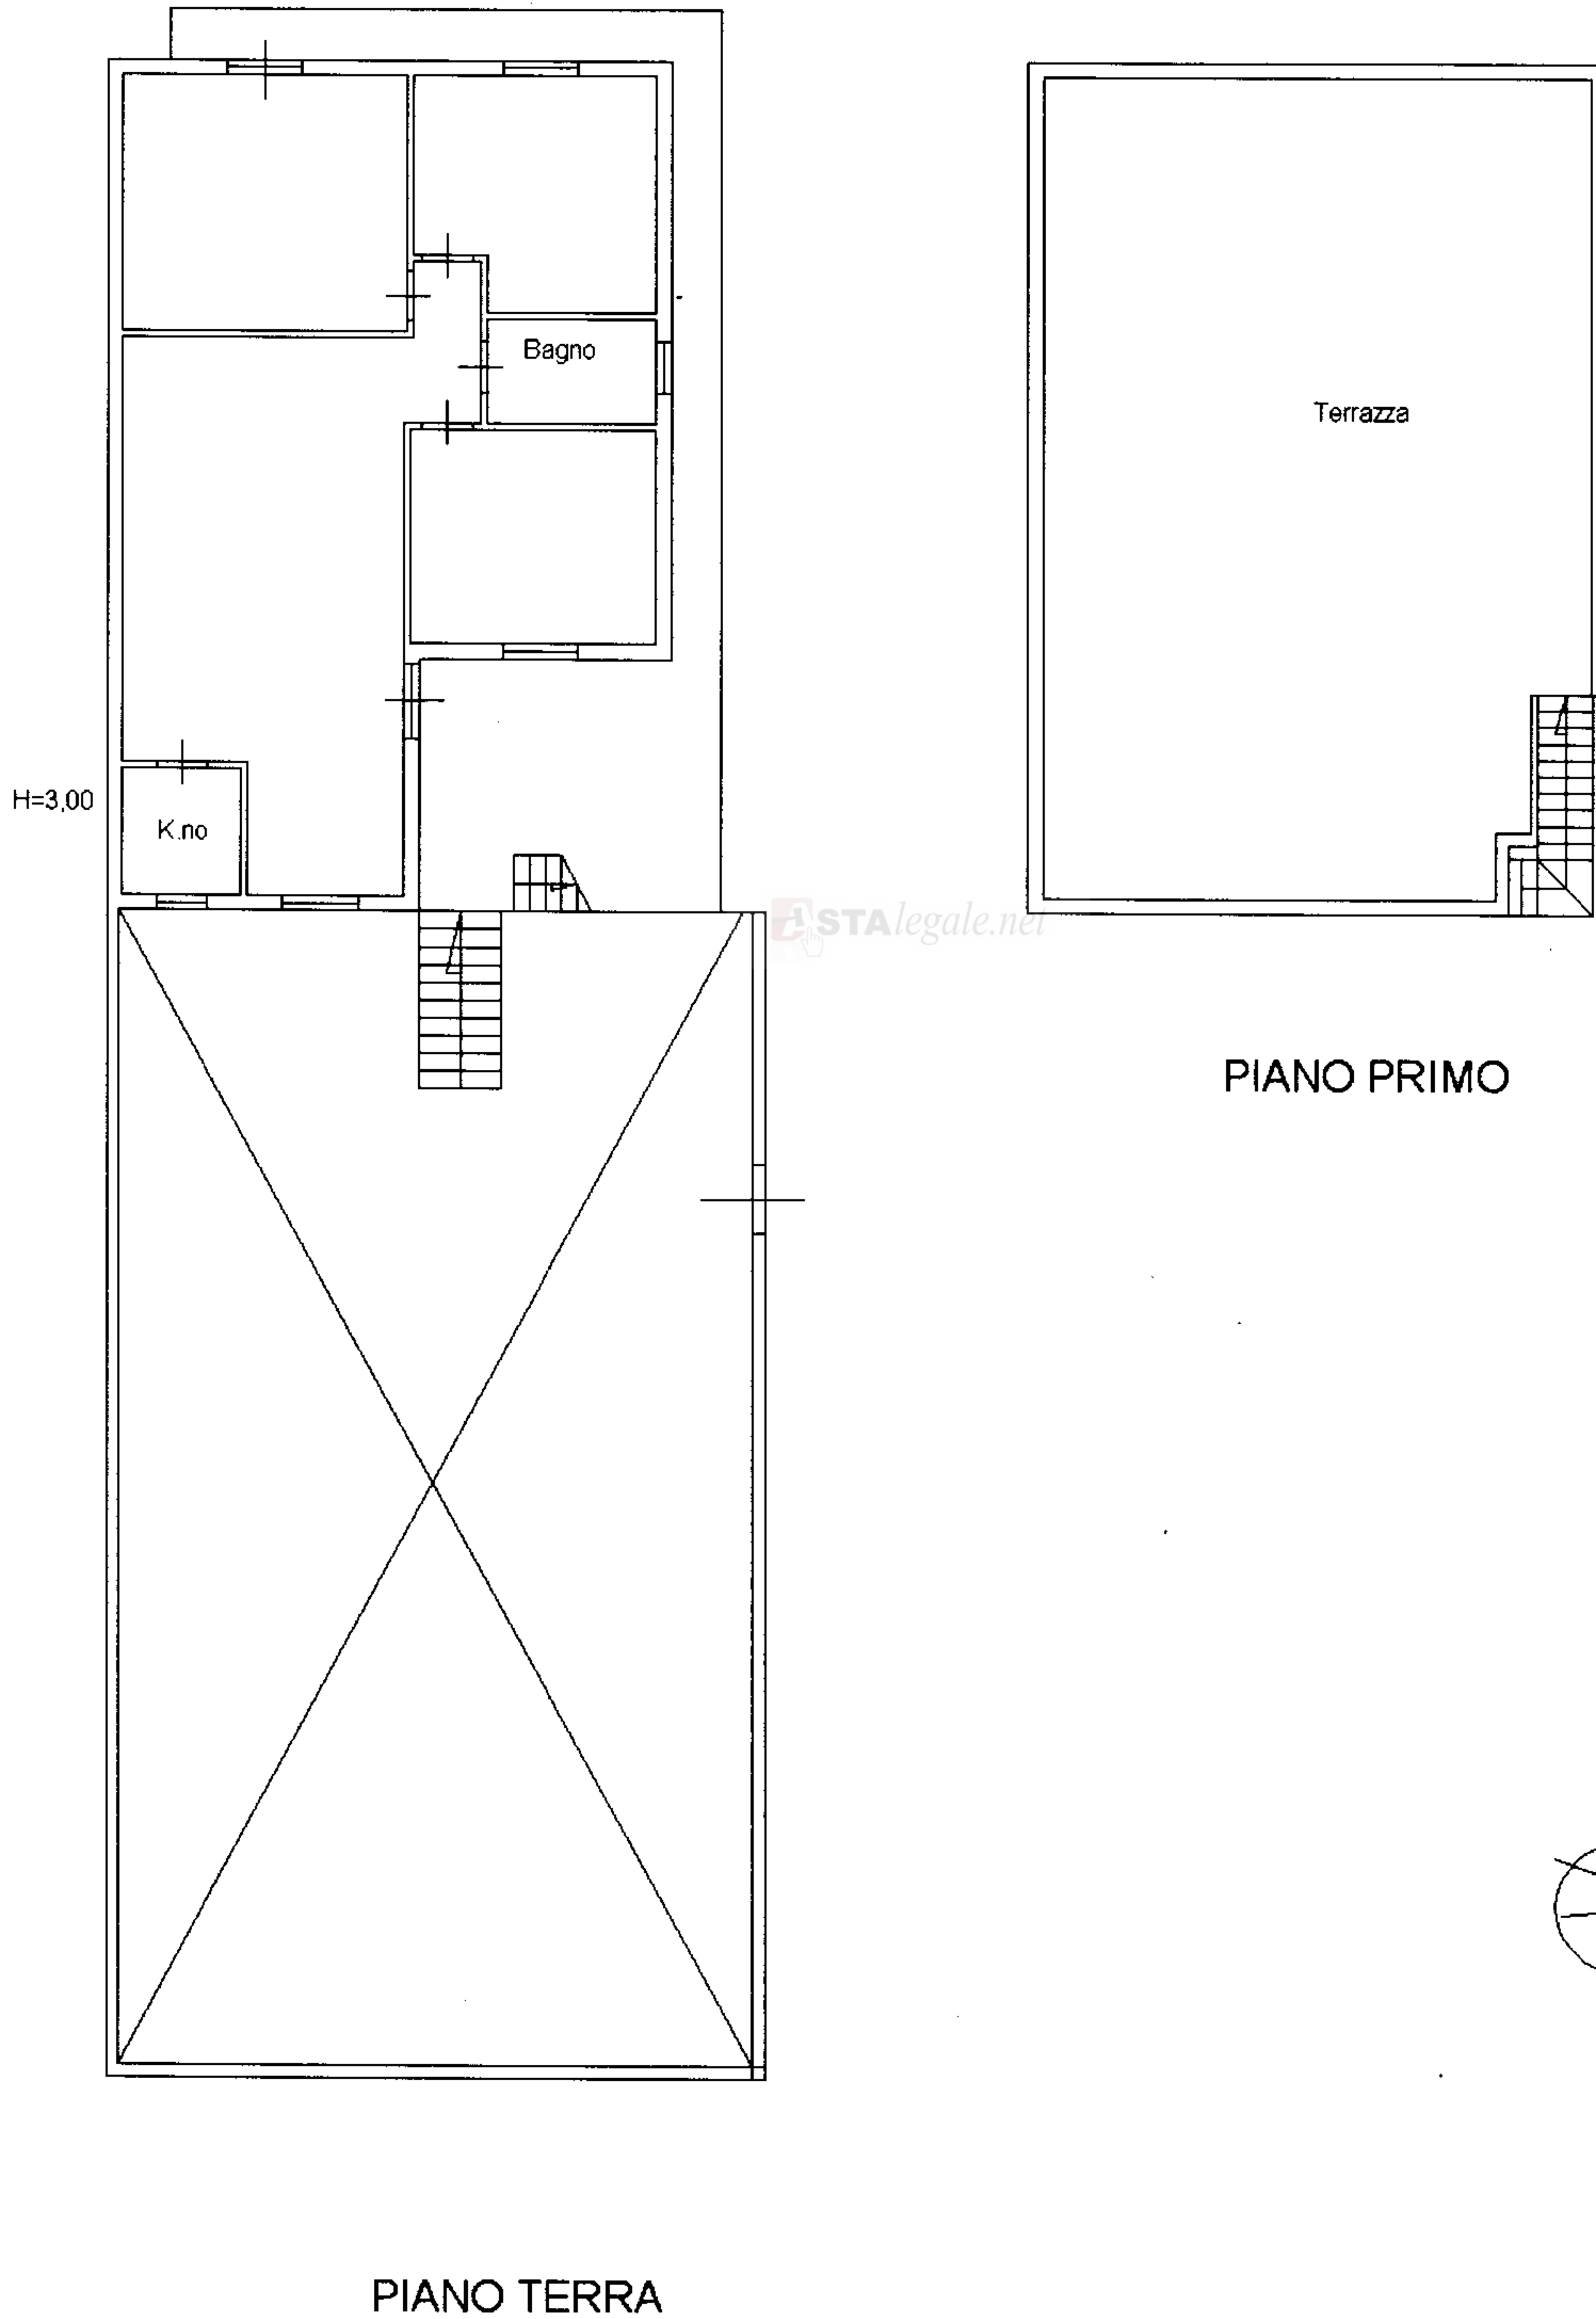 Bagno
Terrazza
H=3,00
K.no
ASTAlegale.net
PIANO PRIMO
PIANO TERRA